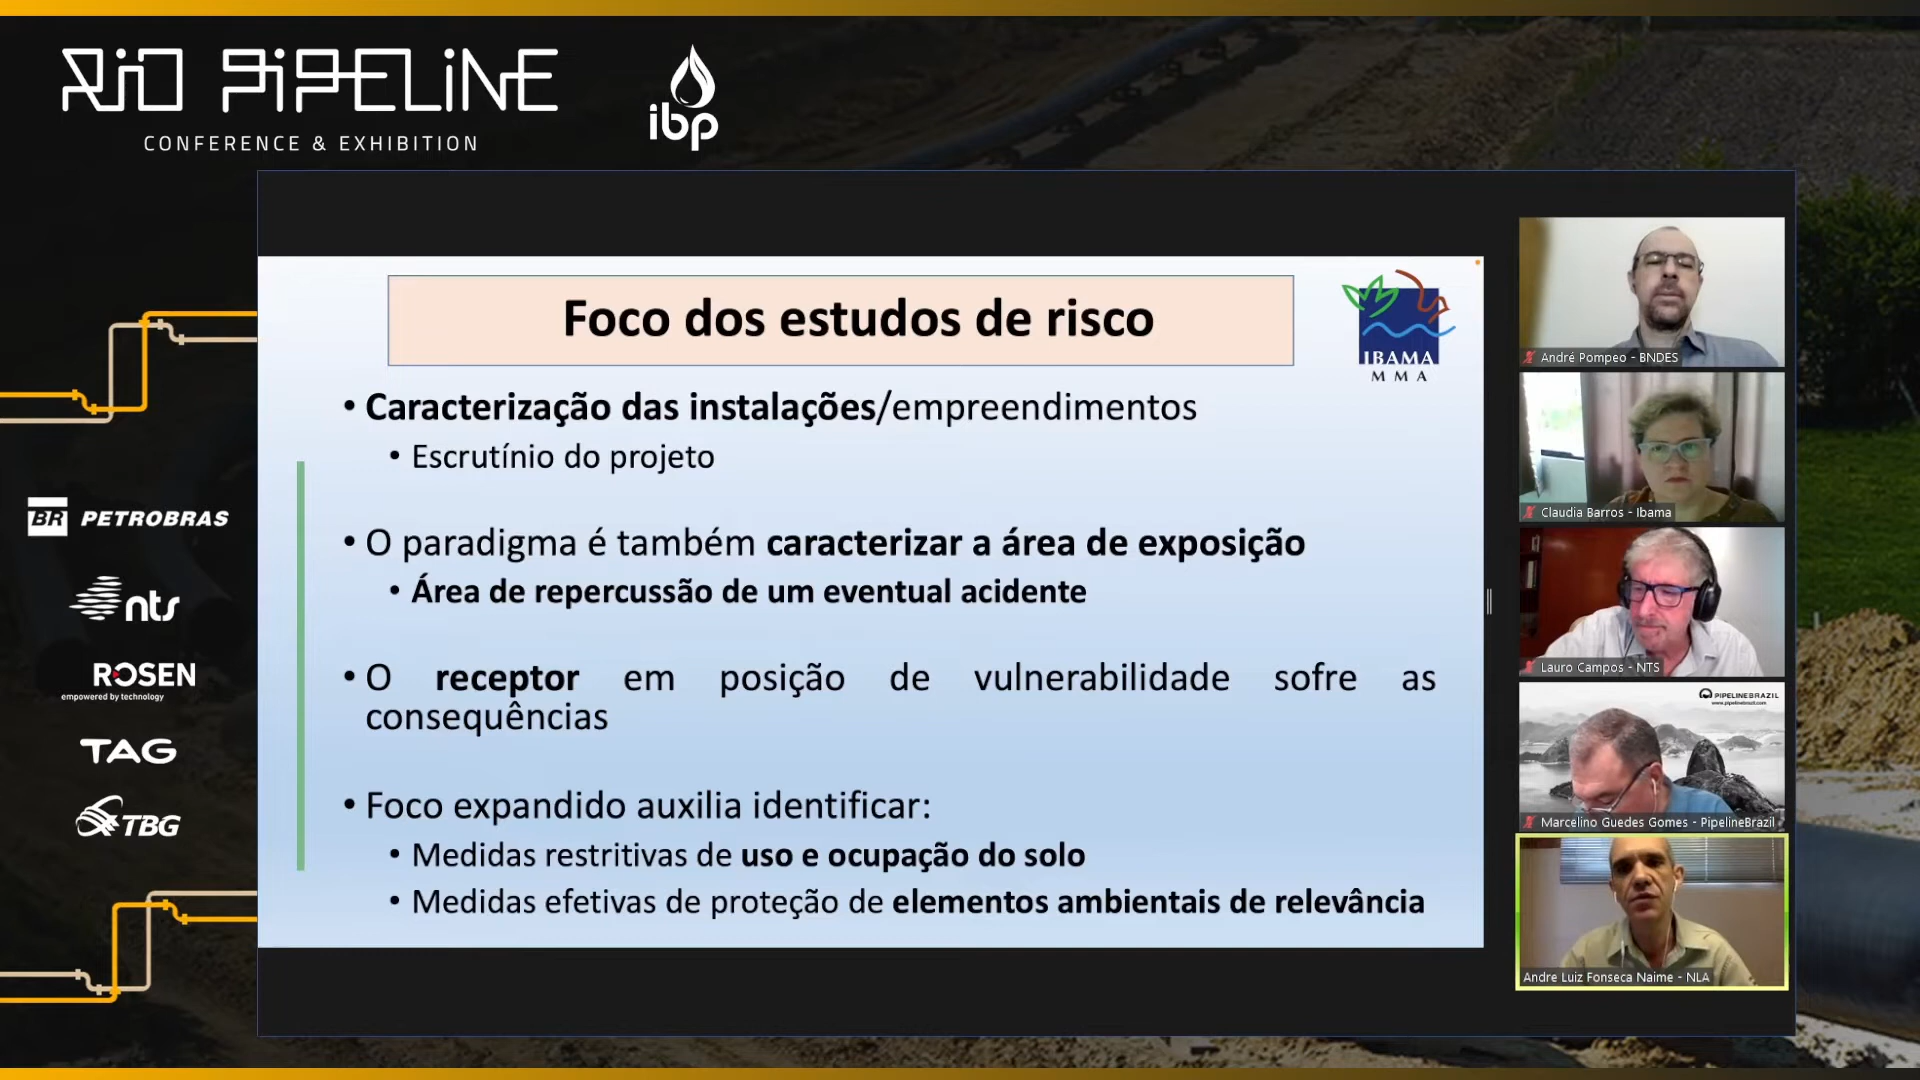 RIO PIPELINE
CONFERENCE & EXHIBITION
ibp
Foco dos estudos de risco
IBAMA
M M A
• Caracterização das instalações/empreendimentos
• Escrutínio do projeto
• O paradigma é também caracterizar a área de exposição
• Área de repercussão de um eventual acidente
• O receptor em posição de vulnerabilidade sofre as
consequências
• Foco expandido auxilia identificar:
• Medidas restritivas de uso e ocupação do solo
• Medidas efetivas de proteção de elementos ambientais de relevância
BR PETROBRAS
nts
ROSEN
empowered by technology
TAG
TBG
André Pompeo - BNDES
Claudia Barros - Ibama
Lauro Campos - NTS
PIPELINEBRAZIL
www.pipelinebrazil.com
Marcelino Guedes Gomes - PipelineBrazil
Andre Luiz Fonseca Naime - NLA